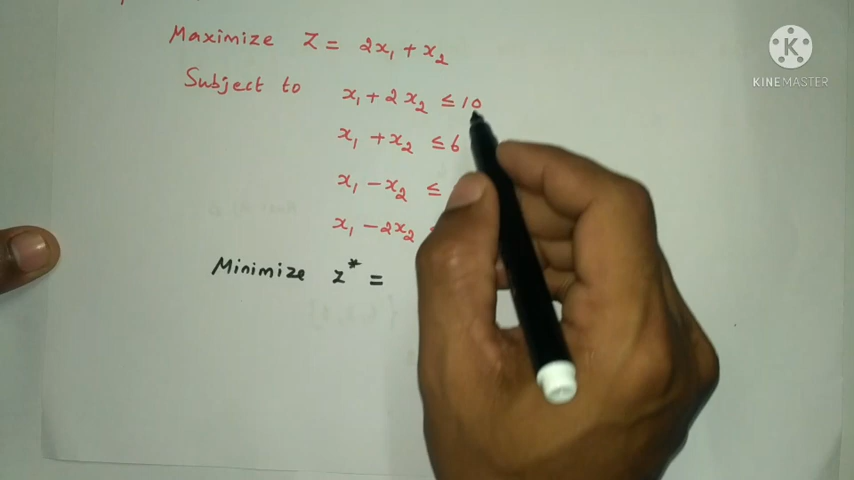 Maximize Z = 2x₁ + x₂
Subject to x₁ + 2x₂ ≤ 10
x₁ + x₂ ≤ 6
x₁ - x₂ ≤
x₁ - 2x₂
Minimize z* =
K
KINEMASTER